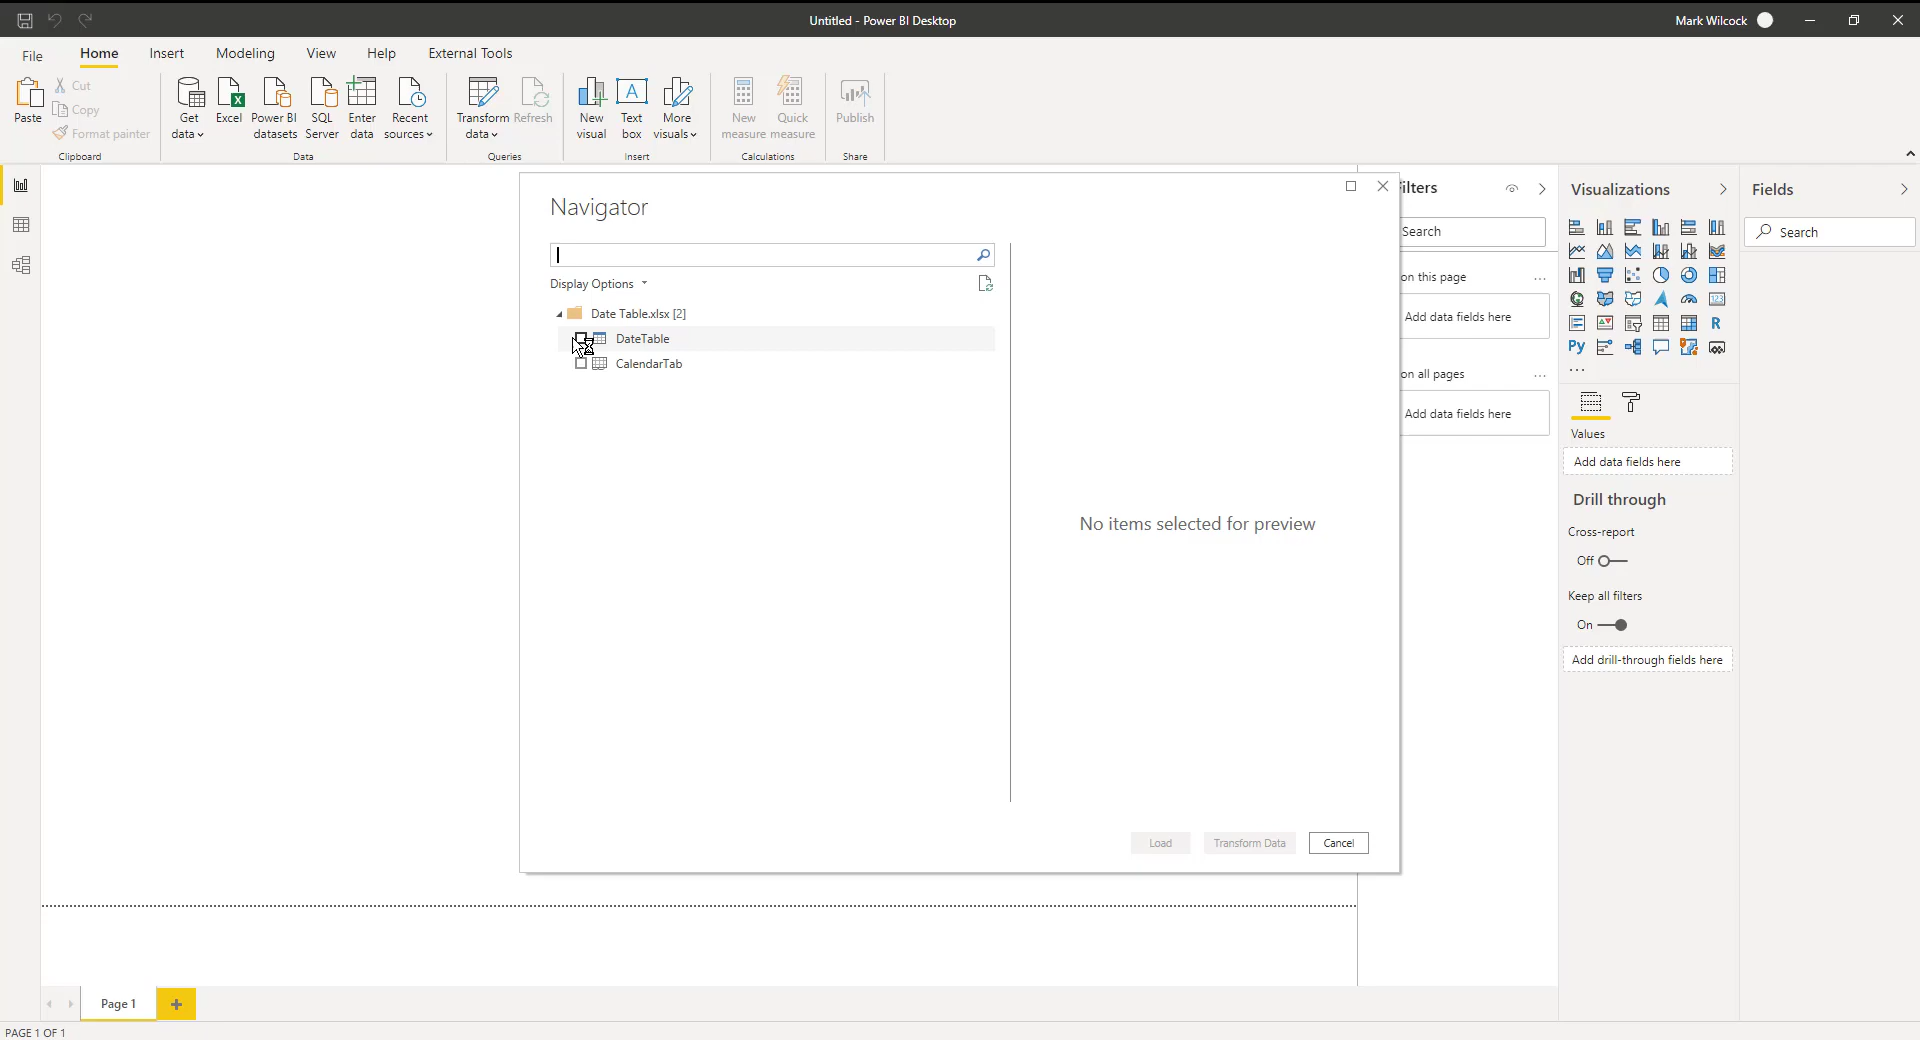 Untitled - Power BI Desktop
Mark Wilcock
File
Home
Insert
Modeling
View
Help
External Tools
Paste
Cut
Copy
Format painter
Clipboard
Get
data
Excel
Power BI
datasets
SQL
Server
Enter
data
Recent
sources
Data
Transform
data
Refresh
Queries
New
visual
Text
box
More
visuals
Insert
New
measure
Quick
measure
Calculations
Publish
Share
Navigator
Display Options
Date Table.xlsx [2]
DateTable
CalendarTab
No items selected for preview
Load
Transform Data
Cancel
ilters
Search
on this page
...
Add data fields here
on all pages
...
Add data fields here
Visualizations
123
R
Py
...
Values
Add data fields here
Drill through
Cross-report
Off
Keep all filters
On
Add drill-through fields here
Fields
Search
Page 1
PAGE 1 OF 1